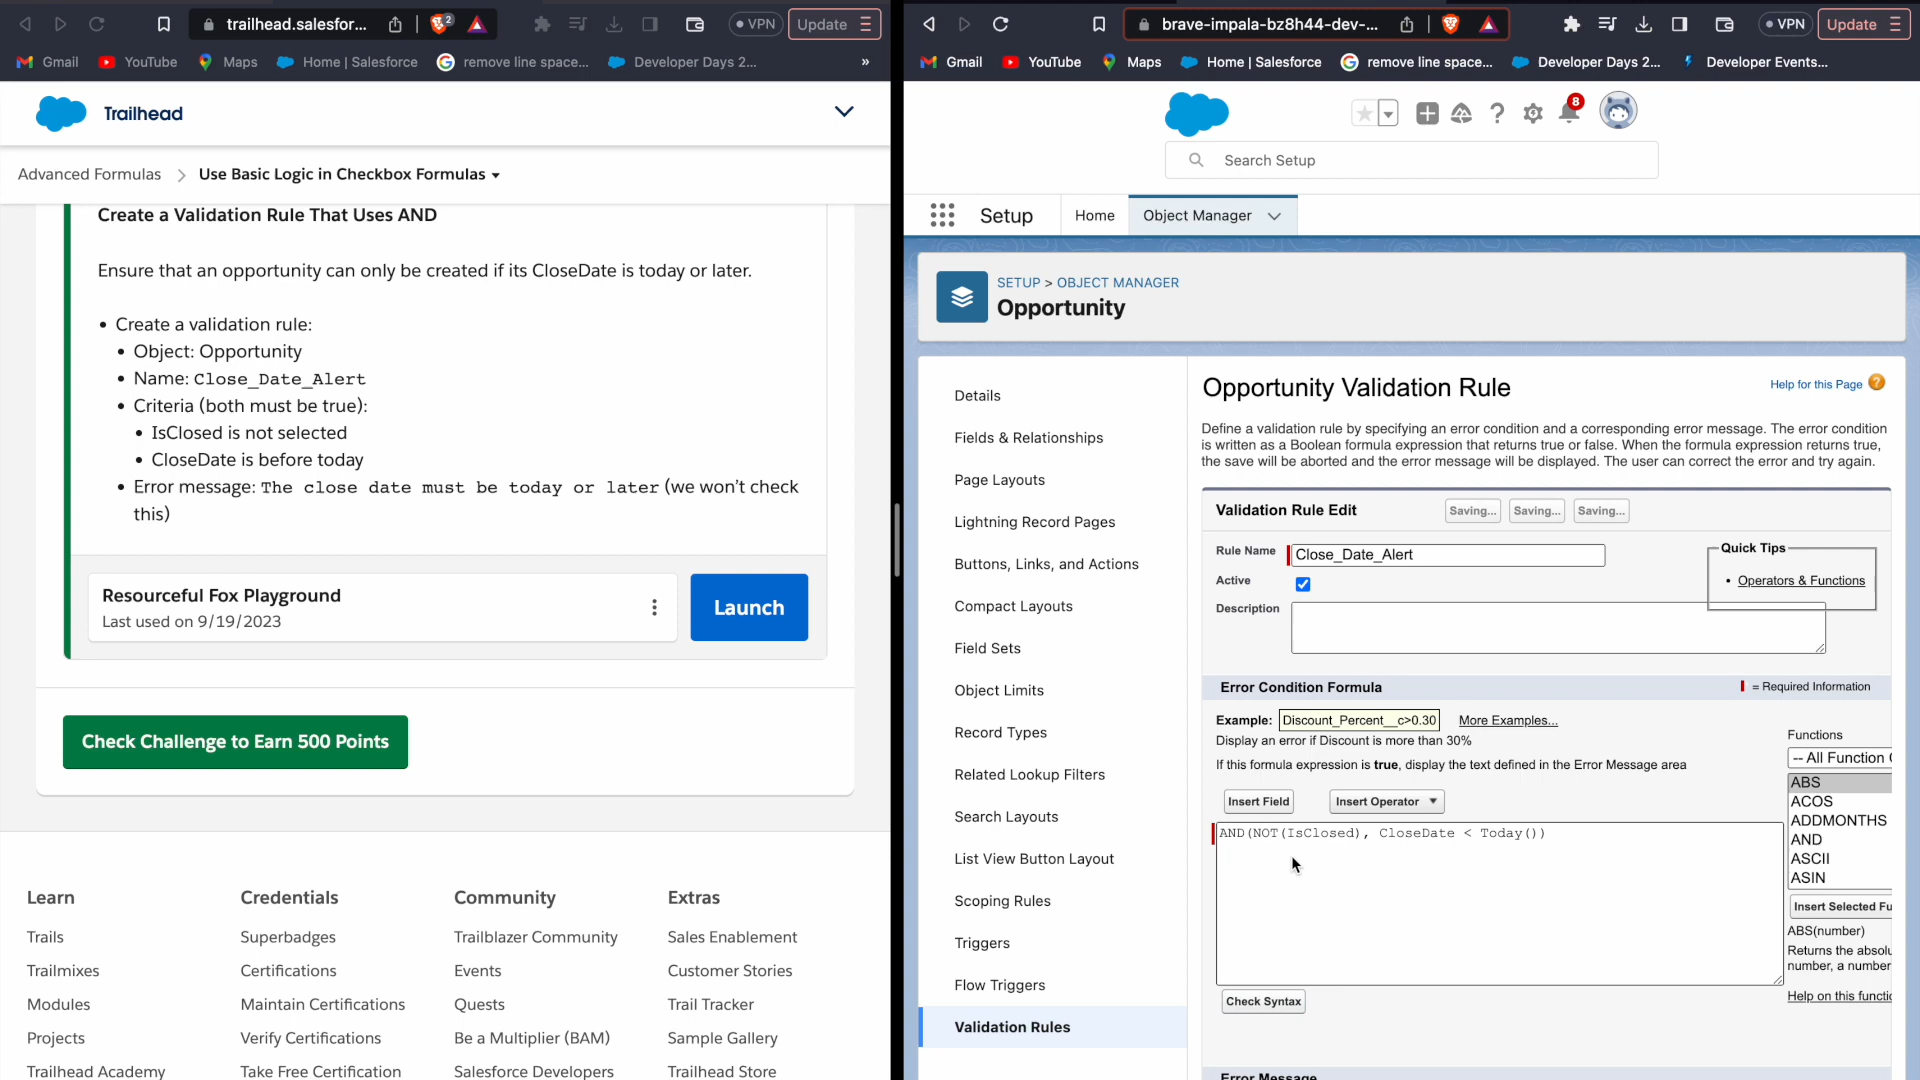 trailhead.salesfor...
2
VPN
Update
Gmail
YouTube
Maps
Home | Salesforce
remove line space...
Developer Days 2...
»
Trailhead
Advanced Formulas
Use Basic Logic in Checkbox Formulas
Create a Validation Rule That Uses AND
Ensure that an opportunity can only be created if its CloseDate is today or later.
• Create a validation rule:
• Object: Opportunity
• Name: Close_Date_Alert
• Criteria (both must be true):
• IsClosed is not selected
• CloseDate is before today
• Error message: The close date must be today or later (we won't check
this)
Resourceful Fox Playground
Last used on 9/19/2023
Launch
Check Challenge to Earn 500 Points
Learn
Trails
Trailmixes
Modules
Projects
Trailhead Academy
Credentials
Superbadges
Certifications
Maintain Certifications
Verify Certifications
Take Free Certification
Community
Trailblazer Community
Events
Quests
Be a Multiplier (BAM)
Salesforce Developers
Extras
Sales Enablement
Customer Stories
Trail Tracker
Sample Gallery
Trailhead Store
brave-impala-bz8h44-dev-...
VPN
Update
Gmail
YouTube
Maps
Home | Salesforce
remove line space...
Developer Days 2...
Developer Events...
8
Search Setup
Setup
Home
Object Manager
SETUP > OBJECT MANAGER
Opportunity
Details
Fields & Relationships
Page Layouts
Lightning Record Pages
Buttons, Links, and Actions
Compact Layouts
Field Sets
Object Limits
Record Types
Related Lookup Filters
Search Layouts
List View Button Layout
Scoping Rules
Triggers
Flow Triggers
Validation Rules
Opportunity Validation Rule
Help for this Page
Define a validation rule by specifying an error condition and a corresponding error message. The error condition
is written as a Boolean formula expression that returns true or false. When the formula expression returns true,
the save will be aborted and the error message will be displayed. The user can correct the error and try again.
Validation Rule Edit
Saving...
Saving...
Saving...
Rule Name
Close_Date_Alert
Active
Description
Quick Tips
• Operators & Functions
Error Condition Formula
= Required Information
Example:
Discount_Percent__c>0.30
More Examples...
Display an error if Discount is more than 30%
If this formula expression is true, display the text defined in the Error Message area
Insert Field
Insert Operator
AND(NOT(IsClosed), CloseDate < Today())
Check Syntax
Functions
-- All Function
ABS
ACOS
ADDMONTHS
AND
ASCII
ASIN
Insert Selected Fu
ABS(number)
Returns the absolu
number, a number
Help on this functio
Error Message